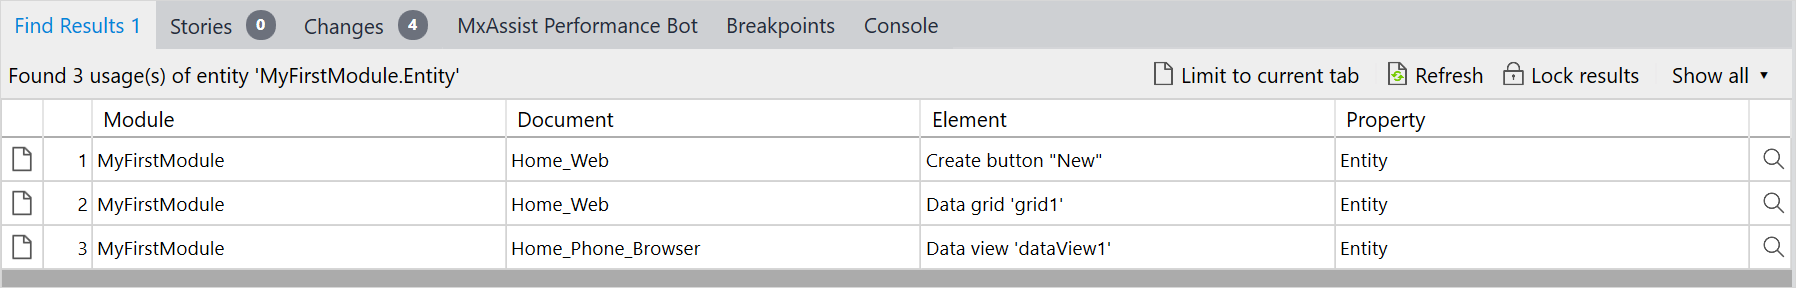 Find Results 1 Stories 0 Changes 4 MxAssist Performance Bot Breakpoints Console
Found 3 usage(s) of entity 'MyFirstModule.Entity' Limit to current tab Refresh Lock results Show all
Module Document Element Property
1 MyFirstModule Home_Web Create button "New" Entity
2 MyFirstModule Home_Web Data grid 'grid1' Entity
3 MyFirstModule Home_Phone_Browser Data view 'dataView1' Entity